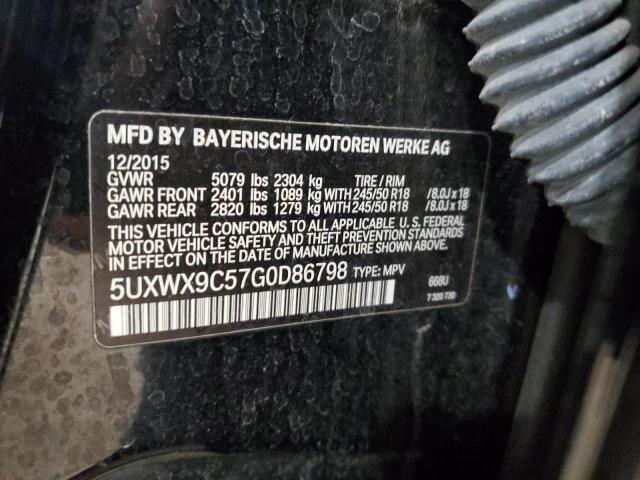 MFD BY BAYERISCHE MOTOREN WERKE AG
12/2015
GVWR 5079 lbs 2304 kg TIRE / RIM
GAWR FRONT 2401 lbs 1089 kg WITH 245/50 R18 /8.0J x 18
GAWR REAR 2820 lbs 1279 kg WITH 245/50 R18 /8.0J x 18
THIS VEHICLE CONFORMS TO ALL APPLICABLE U. S. FEDERAL
MOTOR VEHICLE SAFETY AND THEFT PREVENTION STANDARDS
IN EFFECT ON THE DATE OF MANUFACTURE SHOWN ABOVE.
5UXWX9C57G0D86798 TYPE: MPV 668U
7 320 730